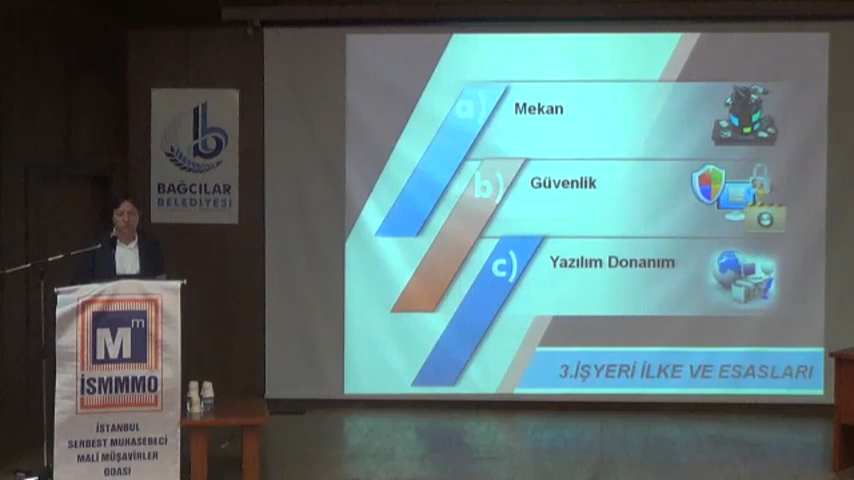 a) Mekan
b) Güvenlik
c) Yazılım Donanım
3.İŞYERİ İLKE VE ESASLARI
b
BAĞCILAR
BELEDİYESİ
Mm
İSMMMO
İSTANBUL
SERBEST MUHASEBECİ
MALİ MÜŞAVİRLER
ODASI